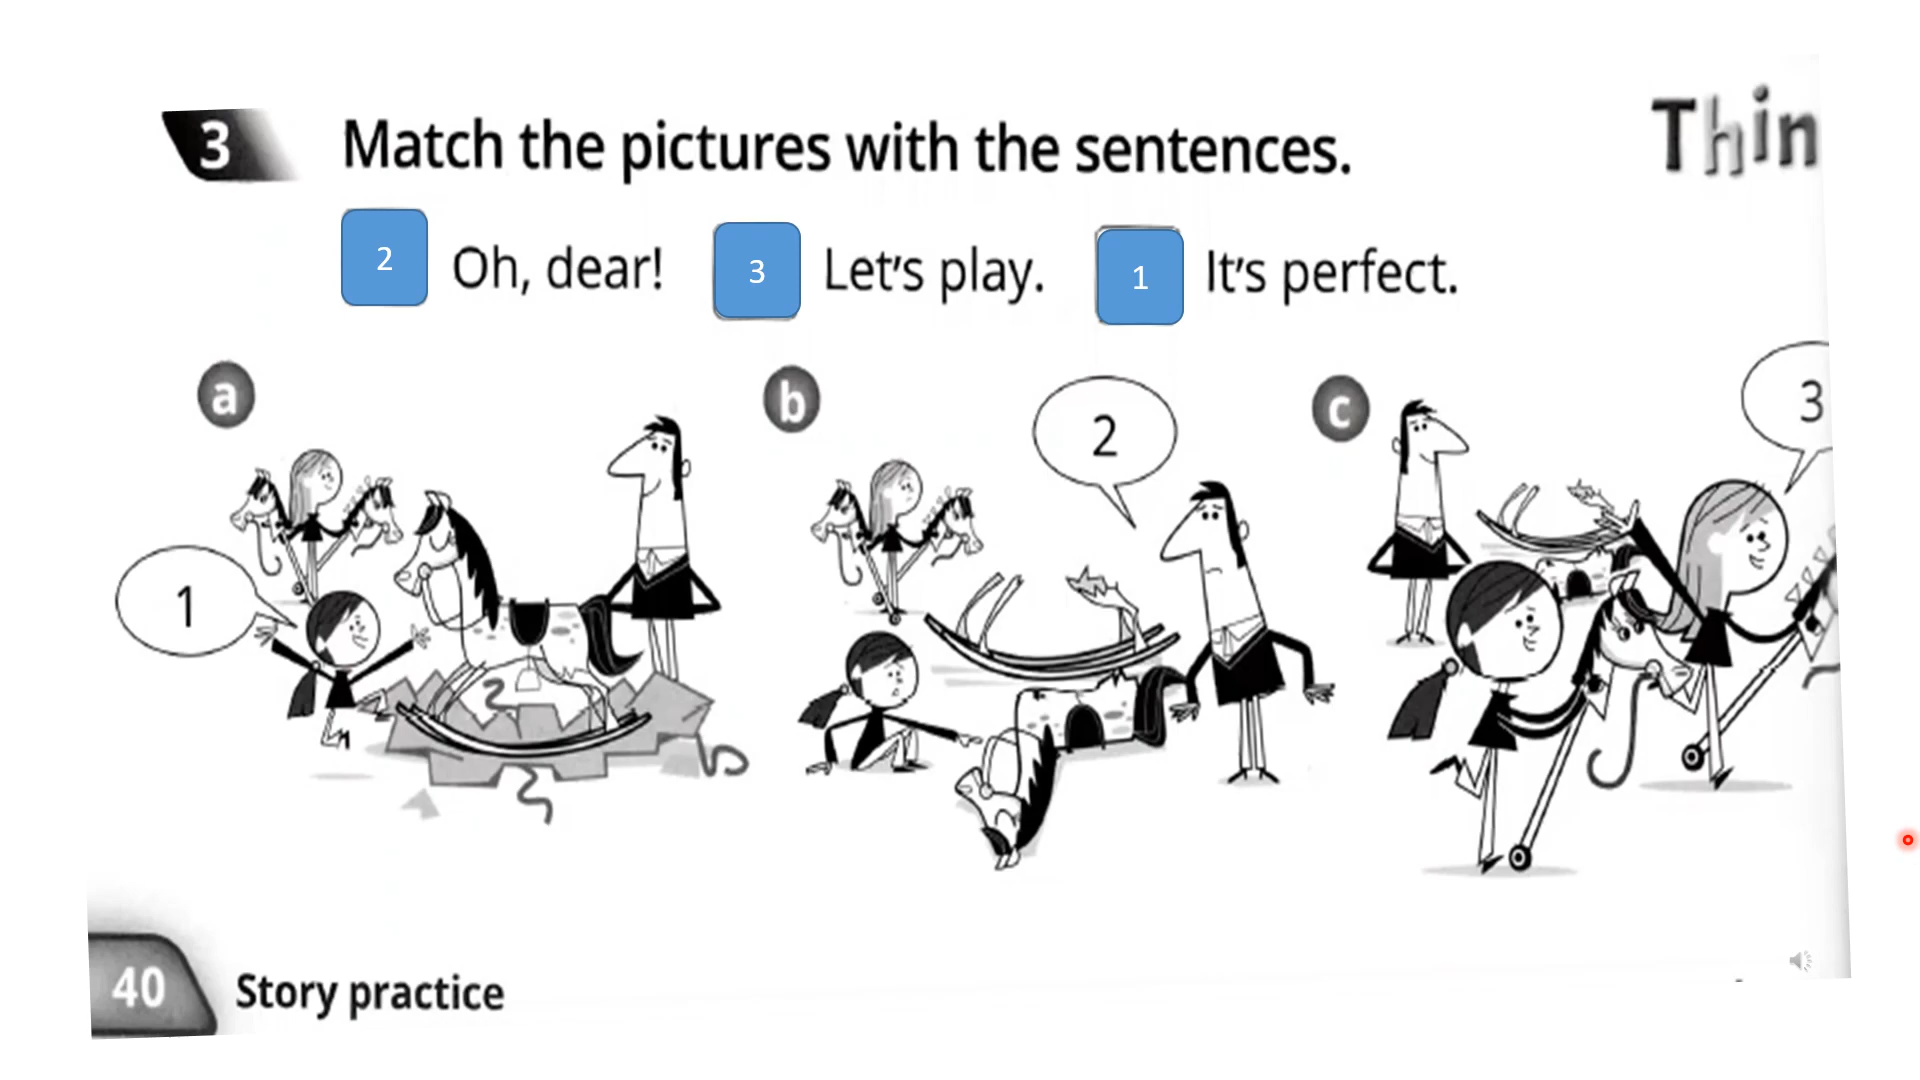 3 Match the pictures with the sentences. Thin
2 Oh, dear! 3 Let's play. 1 It's perfect.
a b c
1 2 3
40 Story practice